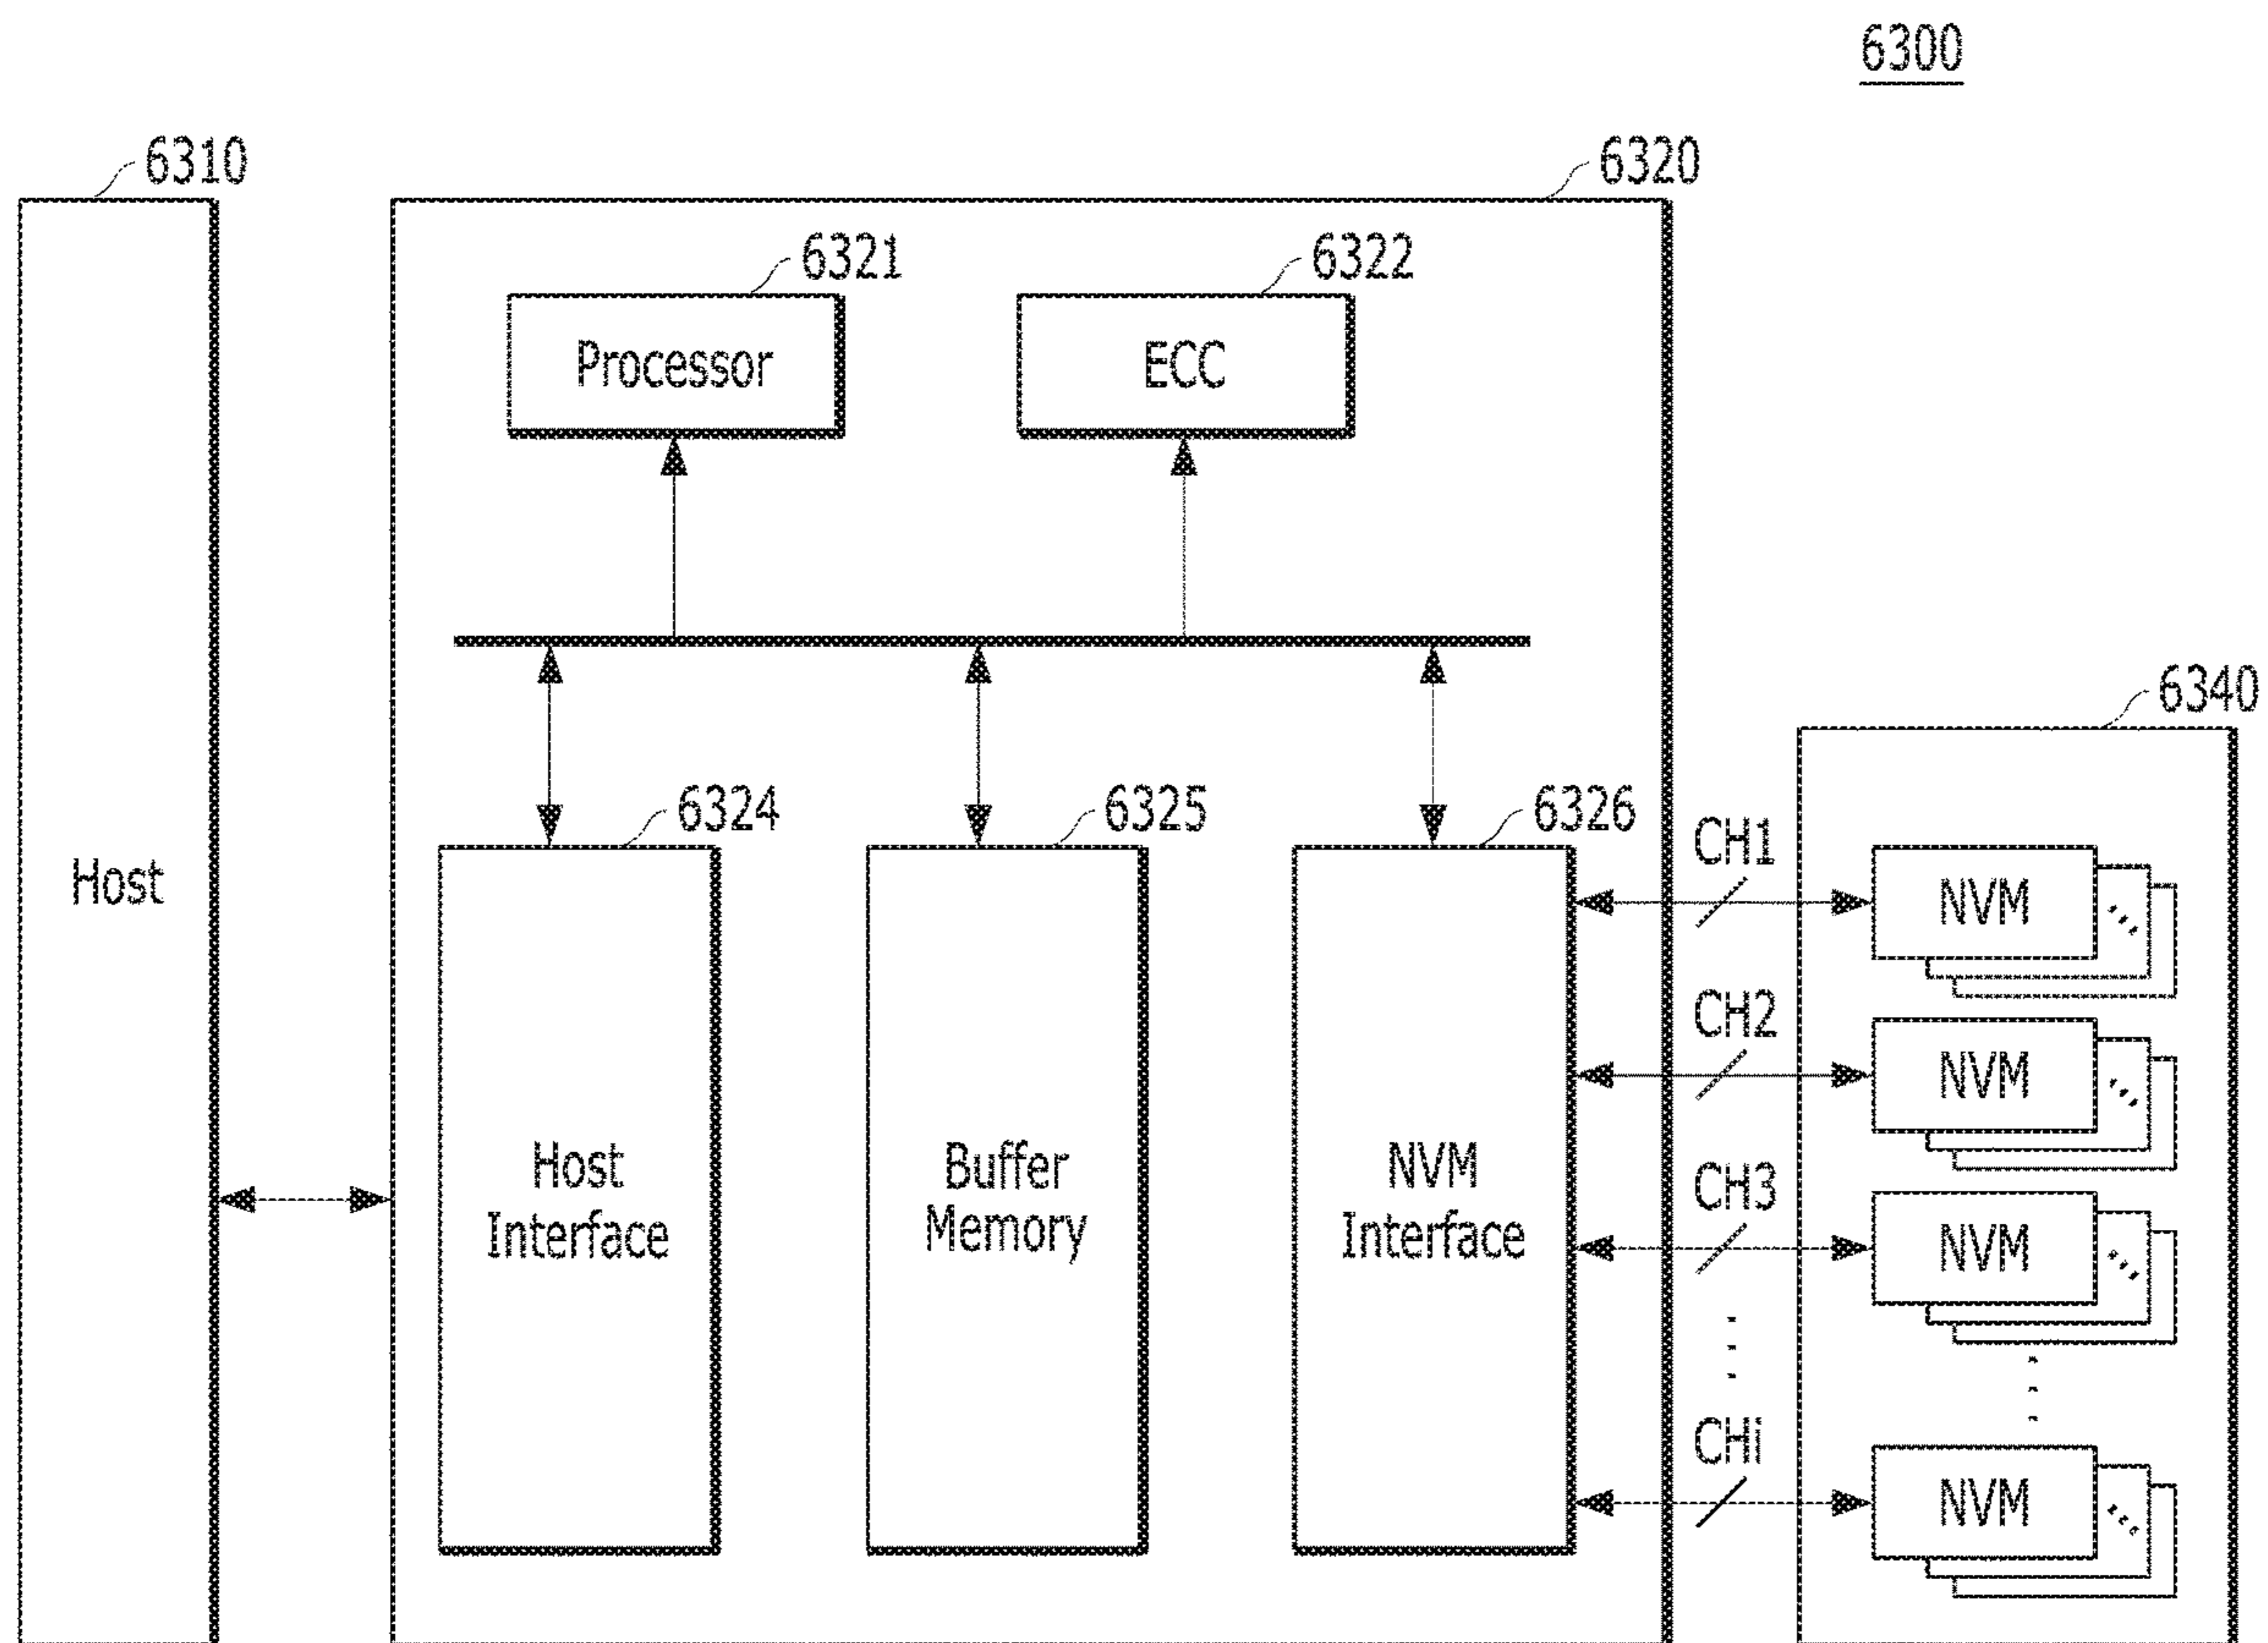 6300
6310
6320
6321
6322
Processor
ECC
6340
6324
6325
6326
CH1
Host
NVM
...
CH2
NVM
...
Host
Interface
Buffer
Memory
NVM
Interface
CH3
NVM
...
CHi
NVM
...